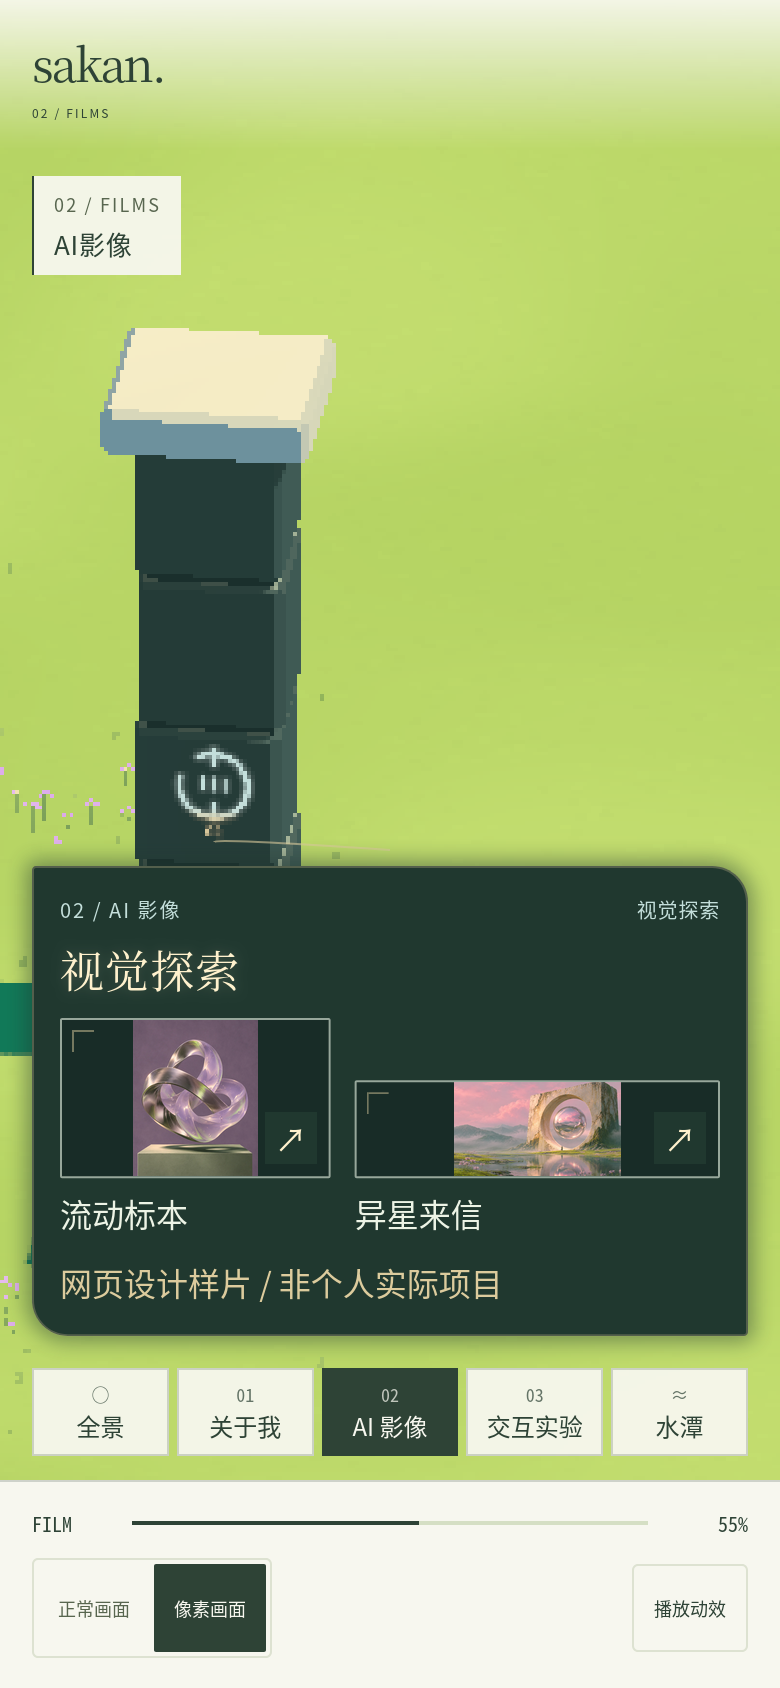 sakan.
02 / FILMS
02 / FILMS
AI影像
02 / AI 影像
视觉探索
视觉探索
流动标本
异星来信
网页设计样片 / 非个人实际项目
全景
01
关于我
02
AI 影像
03
交互实验
≈
水潭
FILM
55%
正常画面
像素画面
播放动效